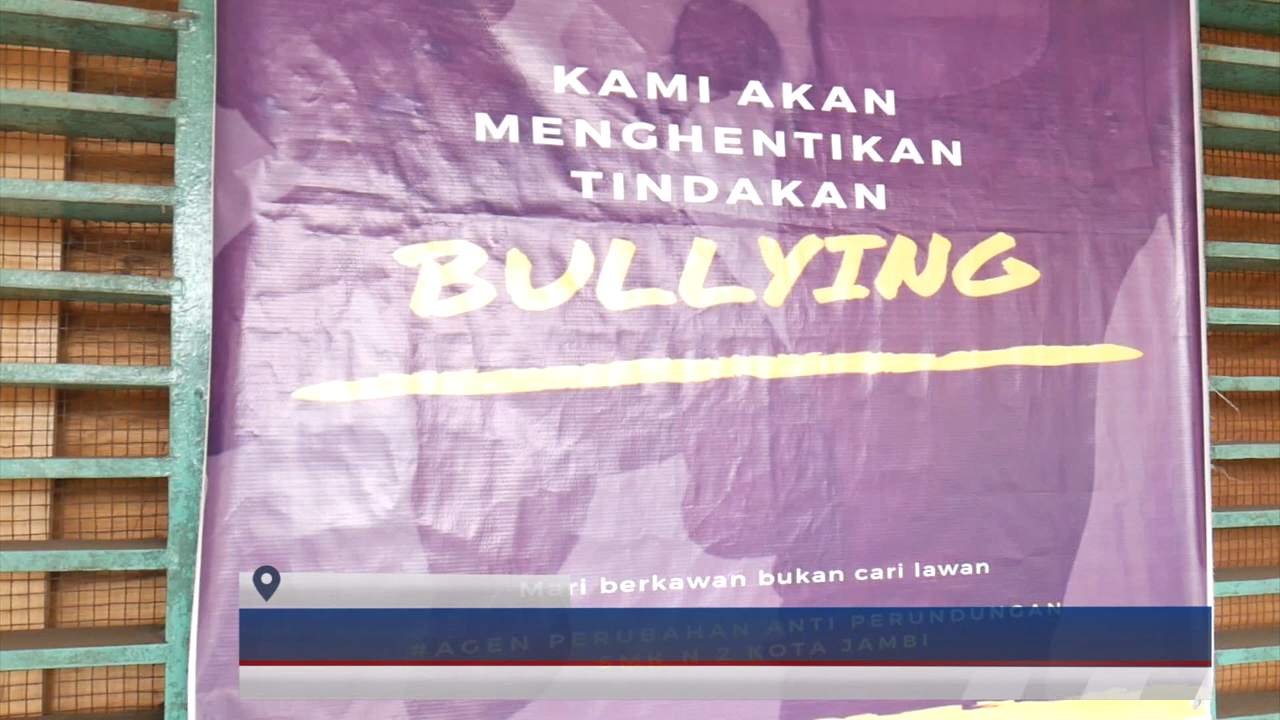 KAMI AKAN
MENGHENTIKAN
TINDAKAN
BULLYING
Mari berkawan bukan cari lawan
#AGEN PERUBAHAN ANTI PERUNDUNGAN
SMK N 2 KOTA JAMBI